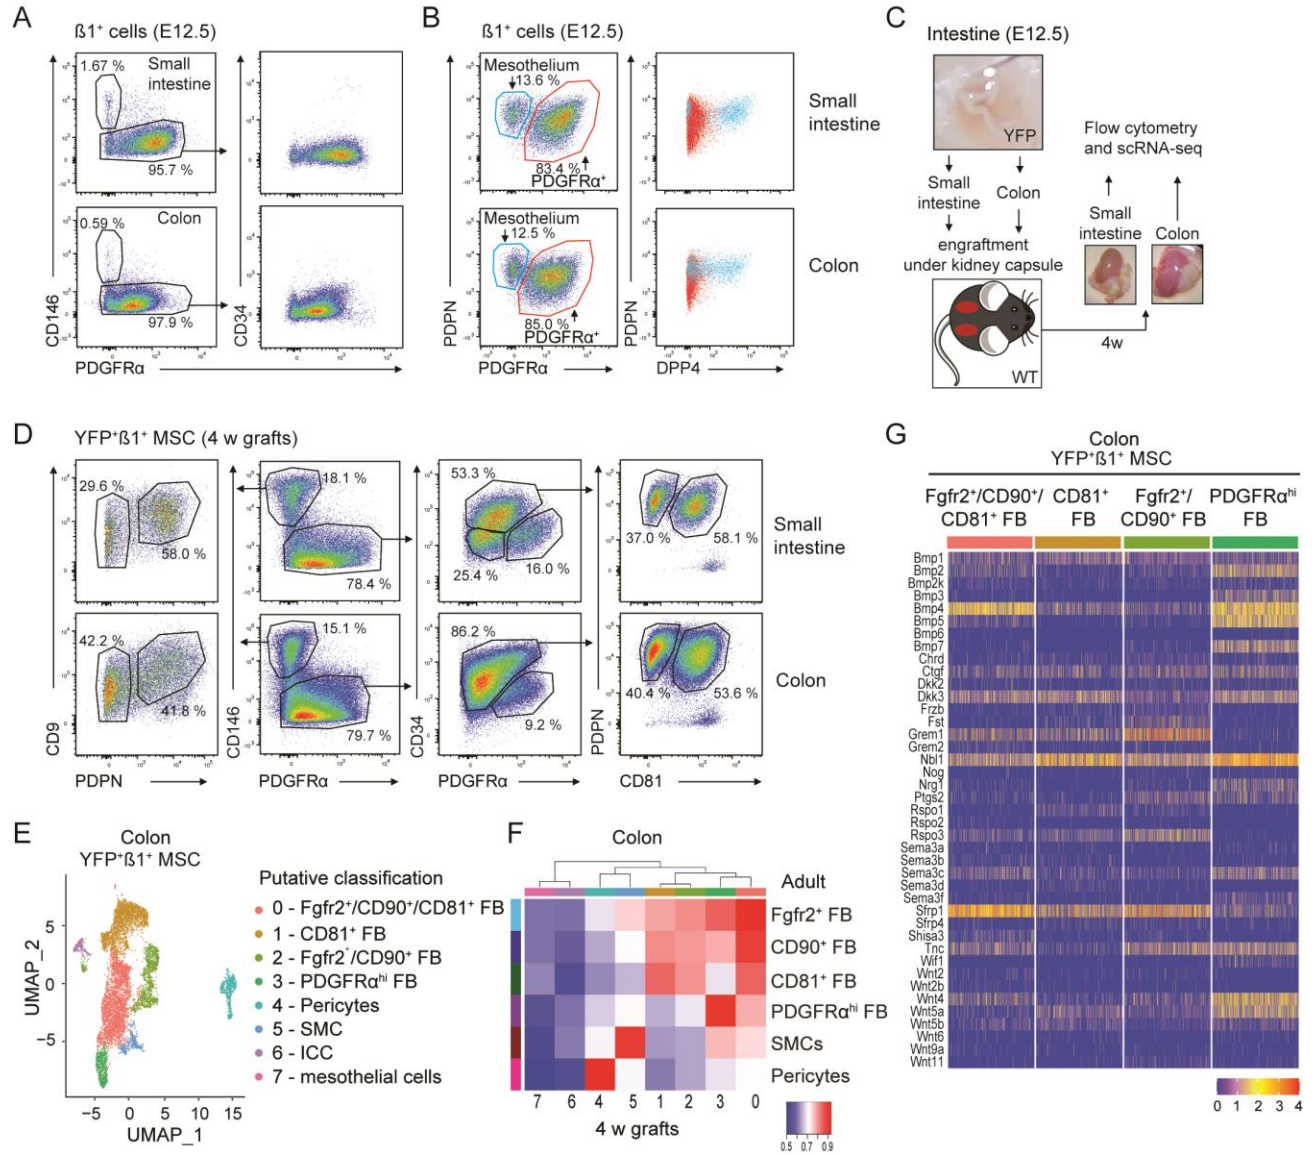 A
ß1⁺ cells (E12.5)
1.67 %
Small
intestine
95.7 %
0.59 %
Colon
97.9 %
CD146
CD34
PDGFRα
B
ß1⁺ cells (E12.5)
Mesothelium
13.6 %
83.4 %
PDGFRα⁺
Small
intestine
Mesothelium
12.5 %
85.0 %
PDGFRα⁺
Colon
PDPN
PDPN
PDGFRα
DPP4
C
Intestine (E12.5)
YFP
Small
intestine
Colon
engraftment
under kidney capsule
WT
4w
Flow cytometry
and scRNA-seq
Small
intestine
Colon
D
YFP⁺ß1⁺ MSC (4 w grafts)
29.6 %
58.0 %
18.1 %
78.4 %
53.3 %
25.4 %
16.0 %
37.0 %
58.1 %
Small
intestine
42.2 %
41.8 %
15.1 %
79.7 %
86.2 %
9.2 %
40.4 %
53.6 %
Colon
CD9
CD146
CD34
PDPN
PDPN
PDGFRα
PDGFRα
CD81
E
Colon
YFP⁺ß1⁺ MSC
UMAP_2
5
0
−5
−5 0 5 10 15
UMAP_1
Putative classification
0 - Fgfr2⁺/CD90⁺/CD81⁺ FB
1 - CD81⁺ FB
2 - Fgfr2⁺/CD90⁺ FB
3 - PDGFRαʰⁱ FB
4 - Pericytes
5 - SMC
6 - ICC
7 - mesothelial cells
F
Colon
Adult
Fgfr2⁺ FB
CD90⁺ FB
CD81⁺ FB
PDGFRαʰⁱ FB
SMCs
Pericytes
7 6 4 5 1 2 3 0
4 w grafts
0.5 0.7 0.9
G
Colon
YFP⁺ß1⁺ MSC
Fgfr2⁺/CD90⁺/
CD81⁺ FB
CD81⁺
FB
Fgfr2⁺/
CD90⁺ FB
PDGFRαʰⁱ
FB
Bmp1
Bmp2
Bmp2k
Bmp3
Bmp4
Bmp5
Bmp6
Bmp7
Chrd
Ctgf
Dkk2
Dkk3
Frzb
Fst
Grem1
Grem2
Nbl1
Nog
Nrg1
Ptgs2
Rspo1
Rspo2
Rspo3
Sema3a
Sema3b
Sema3c
Sema3d
Sema3f
Sfrp1
Sfrp4
Shisa3
Tnc
Wif1
Wnt2
Wnt2b
Wnt4
Wnt5a
Wnt5b
Wnt6
Wnt9a
Wnt11
0 1 2 3 4